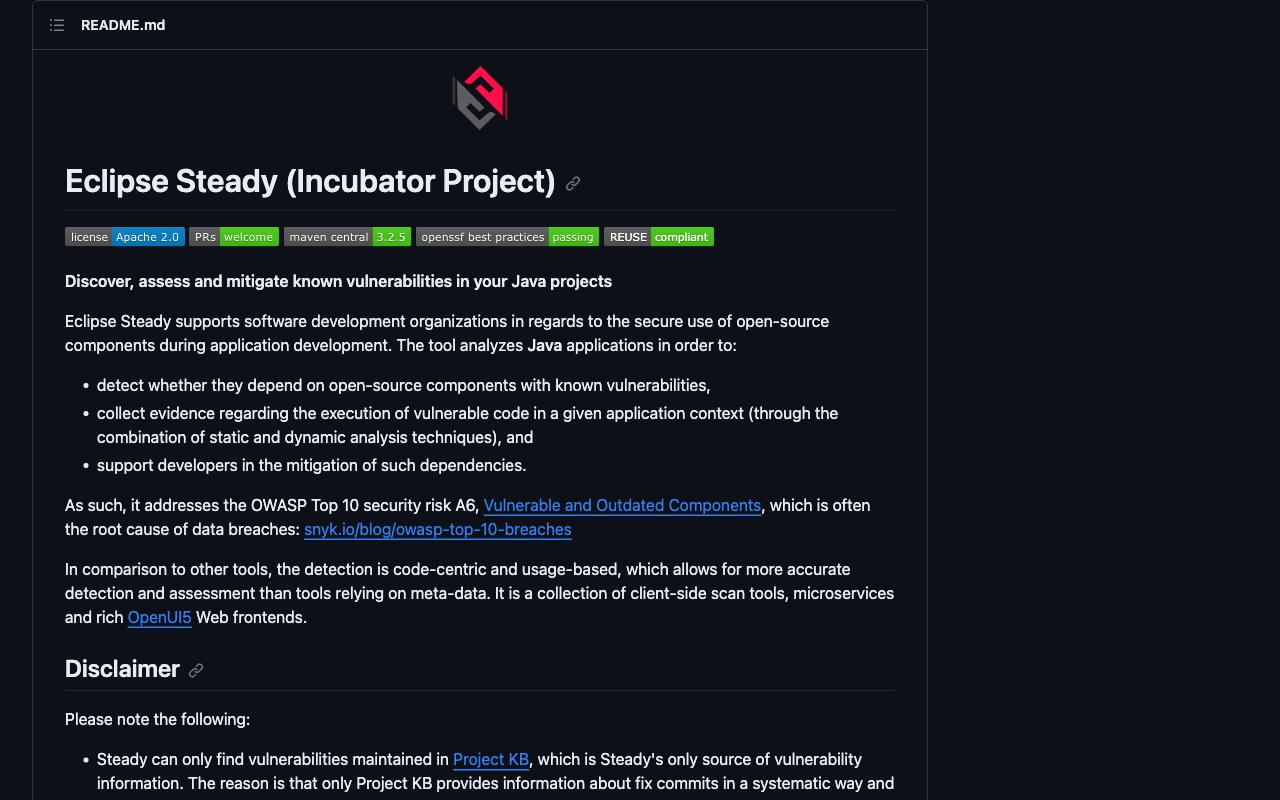 README.md
Eclipse Steady (Incubator Project)
license Apache 2.0 PRs welcome maven central 3.2.5 openssf best practices passing REUSE compliant
Discover, assess and mitigate known vulnerabilities in your Java projects
Eclipse Steady supports software development organizations in regards to the secure use of open-source
components during application development. The tool analyzes Java applications in order to:
• detect whether they depend on open-source components with known vulnerabilities,
• collect evidence regarding the execution of vulnerable code in a given application context (through the
combination of static and dynamic analysis techniques), and
• support developers in the mitigation of such dependencies.
As such, it addresses the OWASP Top 10 security risk A6, Vulnerable and Outdated Components, which is often
the root cause of data breaches: snyk.io/blog/owasp-top-10-breaches
In comparison to other tools, the detection is code-centric and usage-based, which allows for more accurate
detection and assessment than tools relying on meta-data. It is a collection of client-side scan tools, microservices
and rich OpenUI5 Web frontends.
Disclaimer
Please note the following:
• Steady can only find vulnerabilities maintained in Project KB, which is Steady's only source of vulnerability
information. The reason is that only Project KB provides information about fix commits in a systematic way and